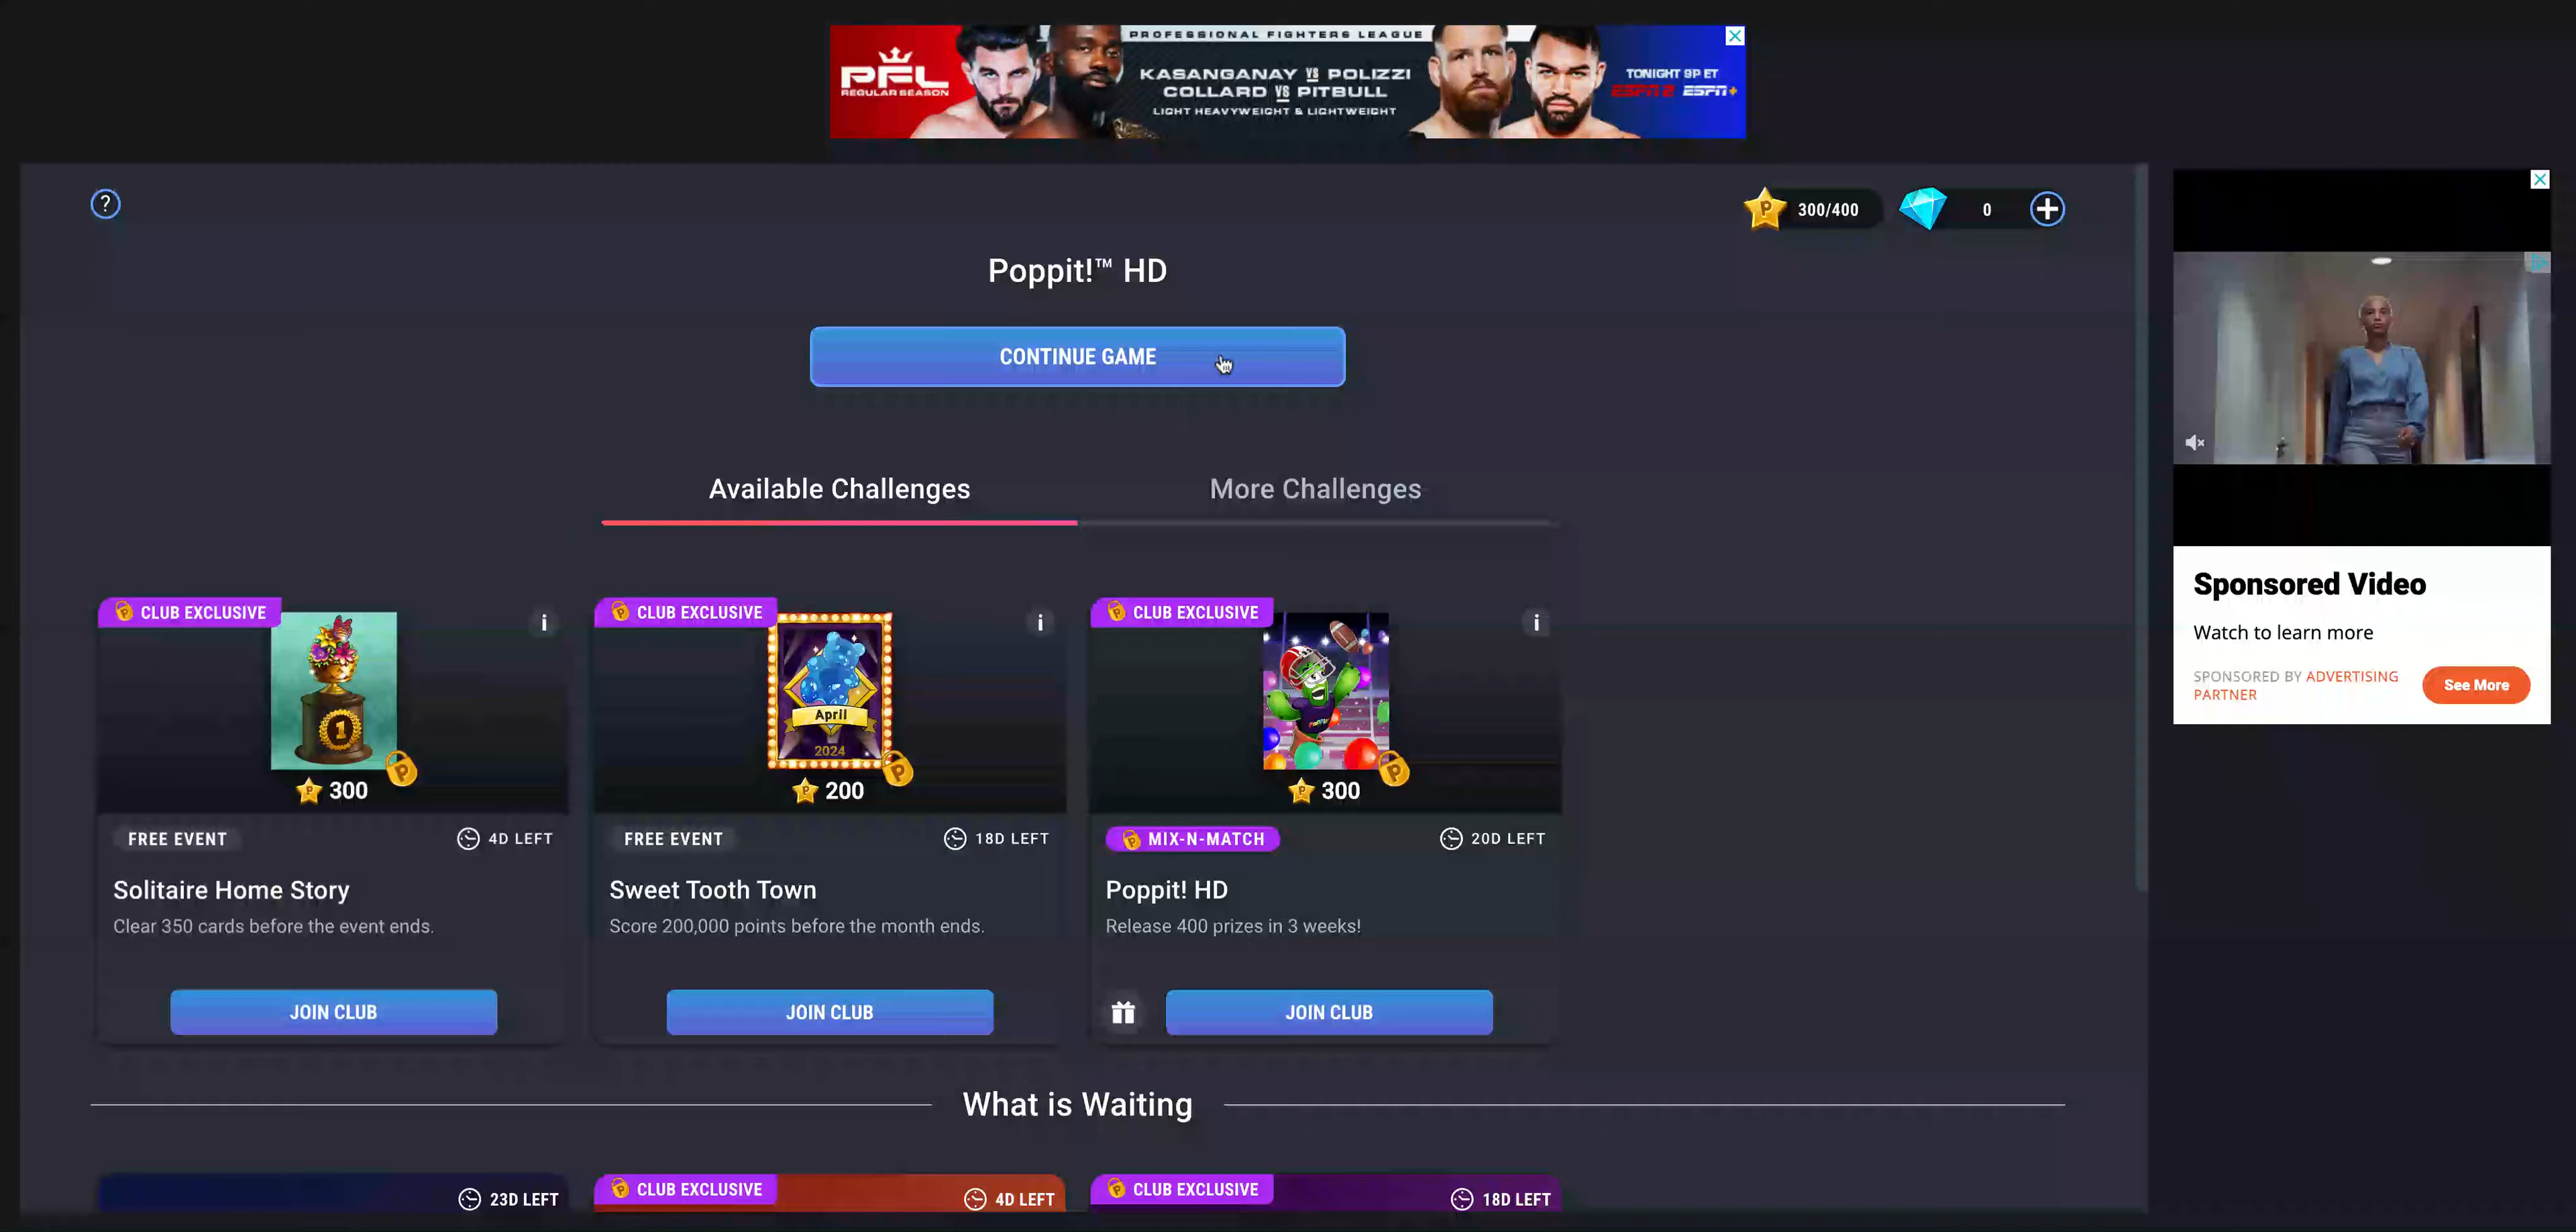 PROFESSIONAL FIGHTERS LEAGUE
PFL
REGULAR SEASON
KASANGANAY VS POLIZZI
COLLARD VS PITBULL
LIGHT HEAVYWEIGHT & LIGHTWEIGHT
TONIGHT 9P ET
ESPN 2 ESPN+
?
P 300/400
0
Poppit!™ HD
CONTINUE GAME
Available Challenges
More Challenges
CLUB EXCLUSIVE
i
1
300
FREE EVENT
4D LEFT
Solitaire Home Story
Clear 350 cards before the event ends.
JOIN CLUB
CLUB EXCLUSIVE
i
April
2024
200
FREE EVENT
18D LEFT
Sweet Tooth Town
Score 200,000 points before the month ends.
JOIN CLUB
CLUB EXCLUSIVE
i
300
MIX-N-MATCH
20D LEFT
Poppit! HD
Release 400 prizes in 3 weeks!
JOIN CLUB
What is Waiting
23D LEFT
CLUB EXCLUSIVE
4D LEFT
CLUB EXCLUSIVE
18D LEFT
Sponsored Video
Watch to learn more
SPONSORED BY ADVERTISING
PARTNER
See More